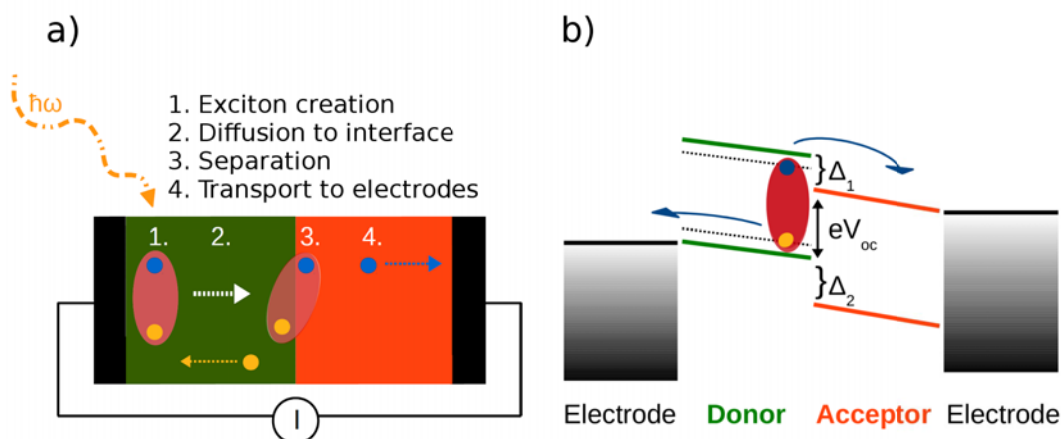 a)
ħω
1. Exciton creation
2. Diffusion to interface
3. Separation
4. Transport to electrodes
1. 2. 3. 4.
I
b)
Δ1
eVoc
Δ2
Electrode Donor Acceptor Electrode